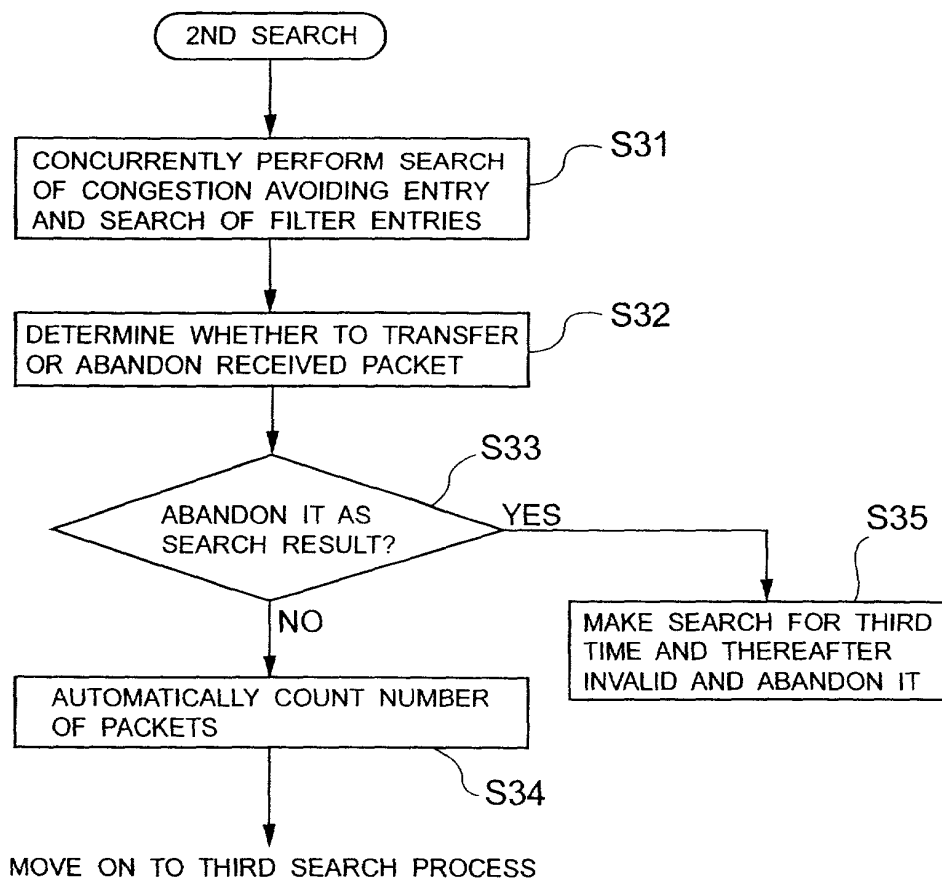 2ND SEARCH
CONCURRENTLY PERFORM SEARCH
OF CONGESTION AVOIDING ENTRY
AND SEARCH OF FILTER ENTRIES
S31
DETERMINE WHETHER TO TRANSFER
OR ABANDON RECEIVED PACKET
S32
ABANDON IT AS
SEARCH RESULT?
S33
YES
NO
MAKE SEARCH FOR THIRD
TIME AND THEREAFTER
INVALID AND ABANDON IT
S35
AUTOMATICALLY COUNT NUMBER
OF PACKETS
S34
MOVE ON TO THIRD SEARCH PROCESS